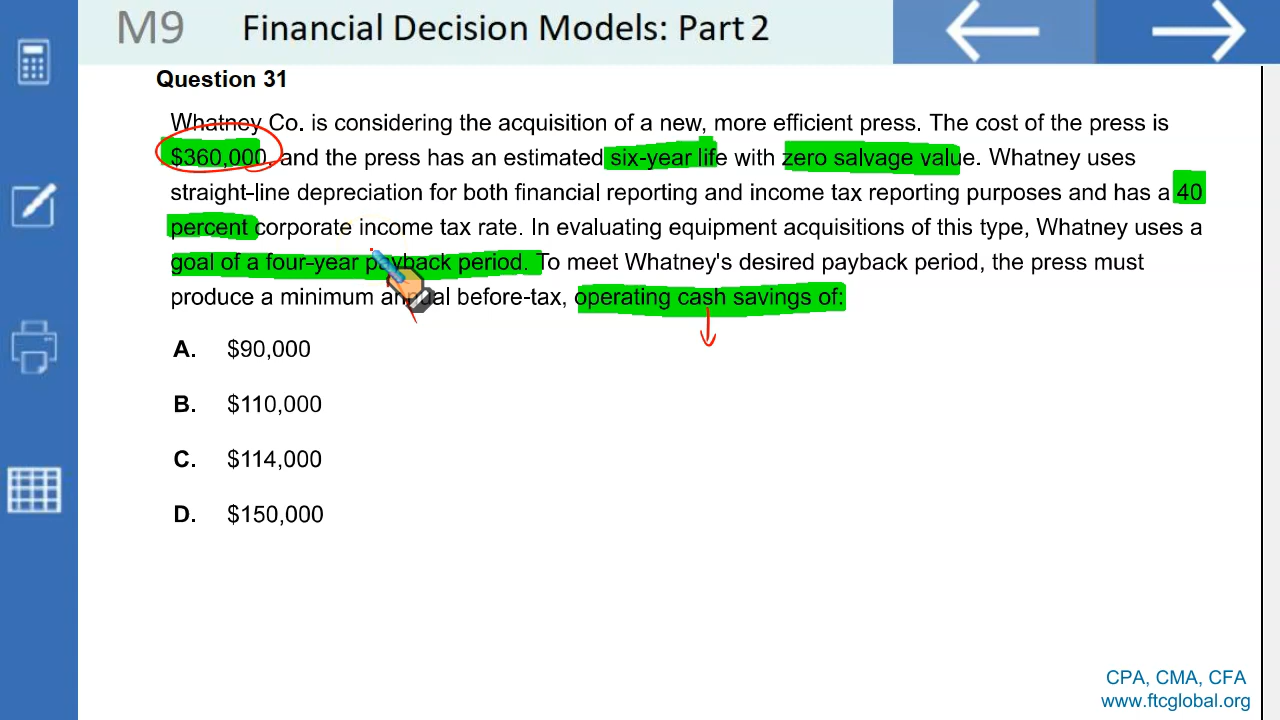 M9 Financial Decision Models: Part 2
Question 31
Whatney Co. is considering the acquisition of a new, more efficient press. The cost of the press is
$360,000, and the press has an estimated six-year life with zero salvage value. Whatney uses
straight-line depreciation for both financial reporting and income tax reporting purposes and has a 40
percent corporate income tax rate. In evaluating equipment acquisitions of this type, Whatney uses a
goal of a four-year payback period. To meet Whatney's desired payback period, the press must
produce a minimum annual before-tax, operating cash savings of:
A. $90,000
B. $110,000
C. $114,000
D. $150,000
CPA, CMA, CFA
www.ftcglobal.org